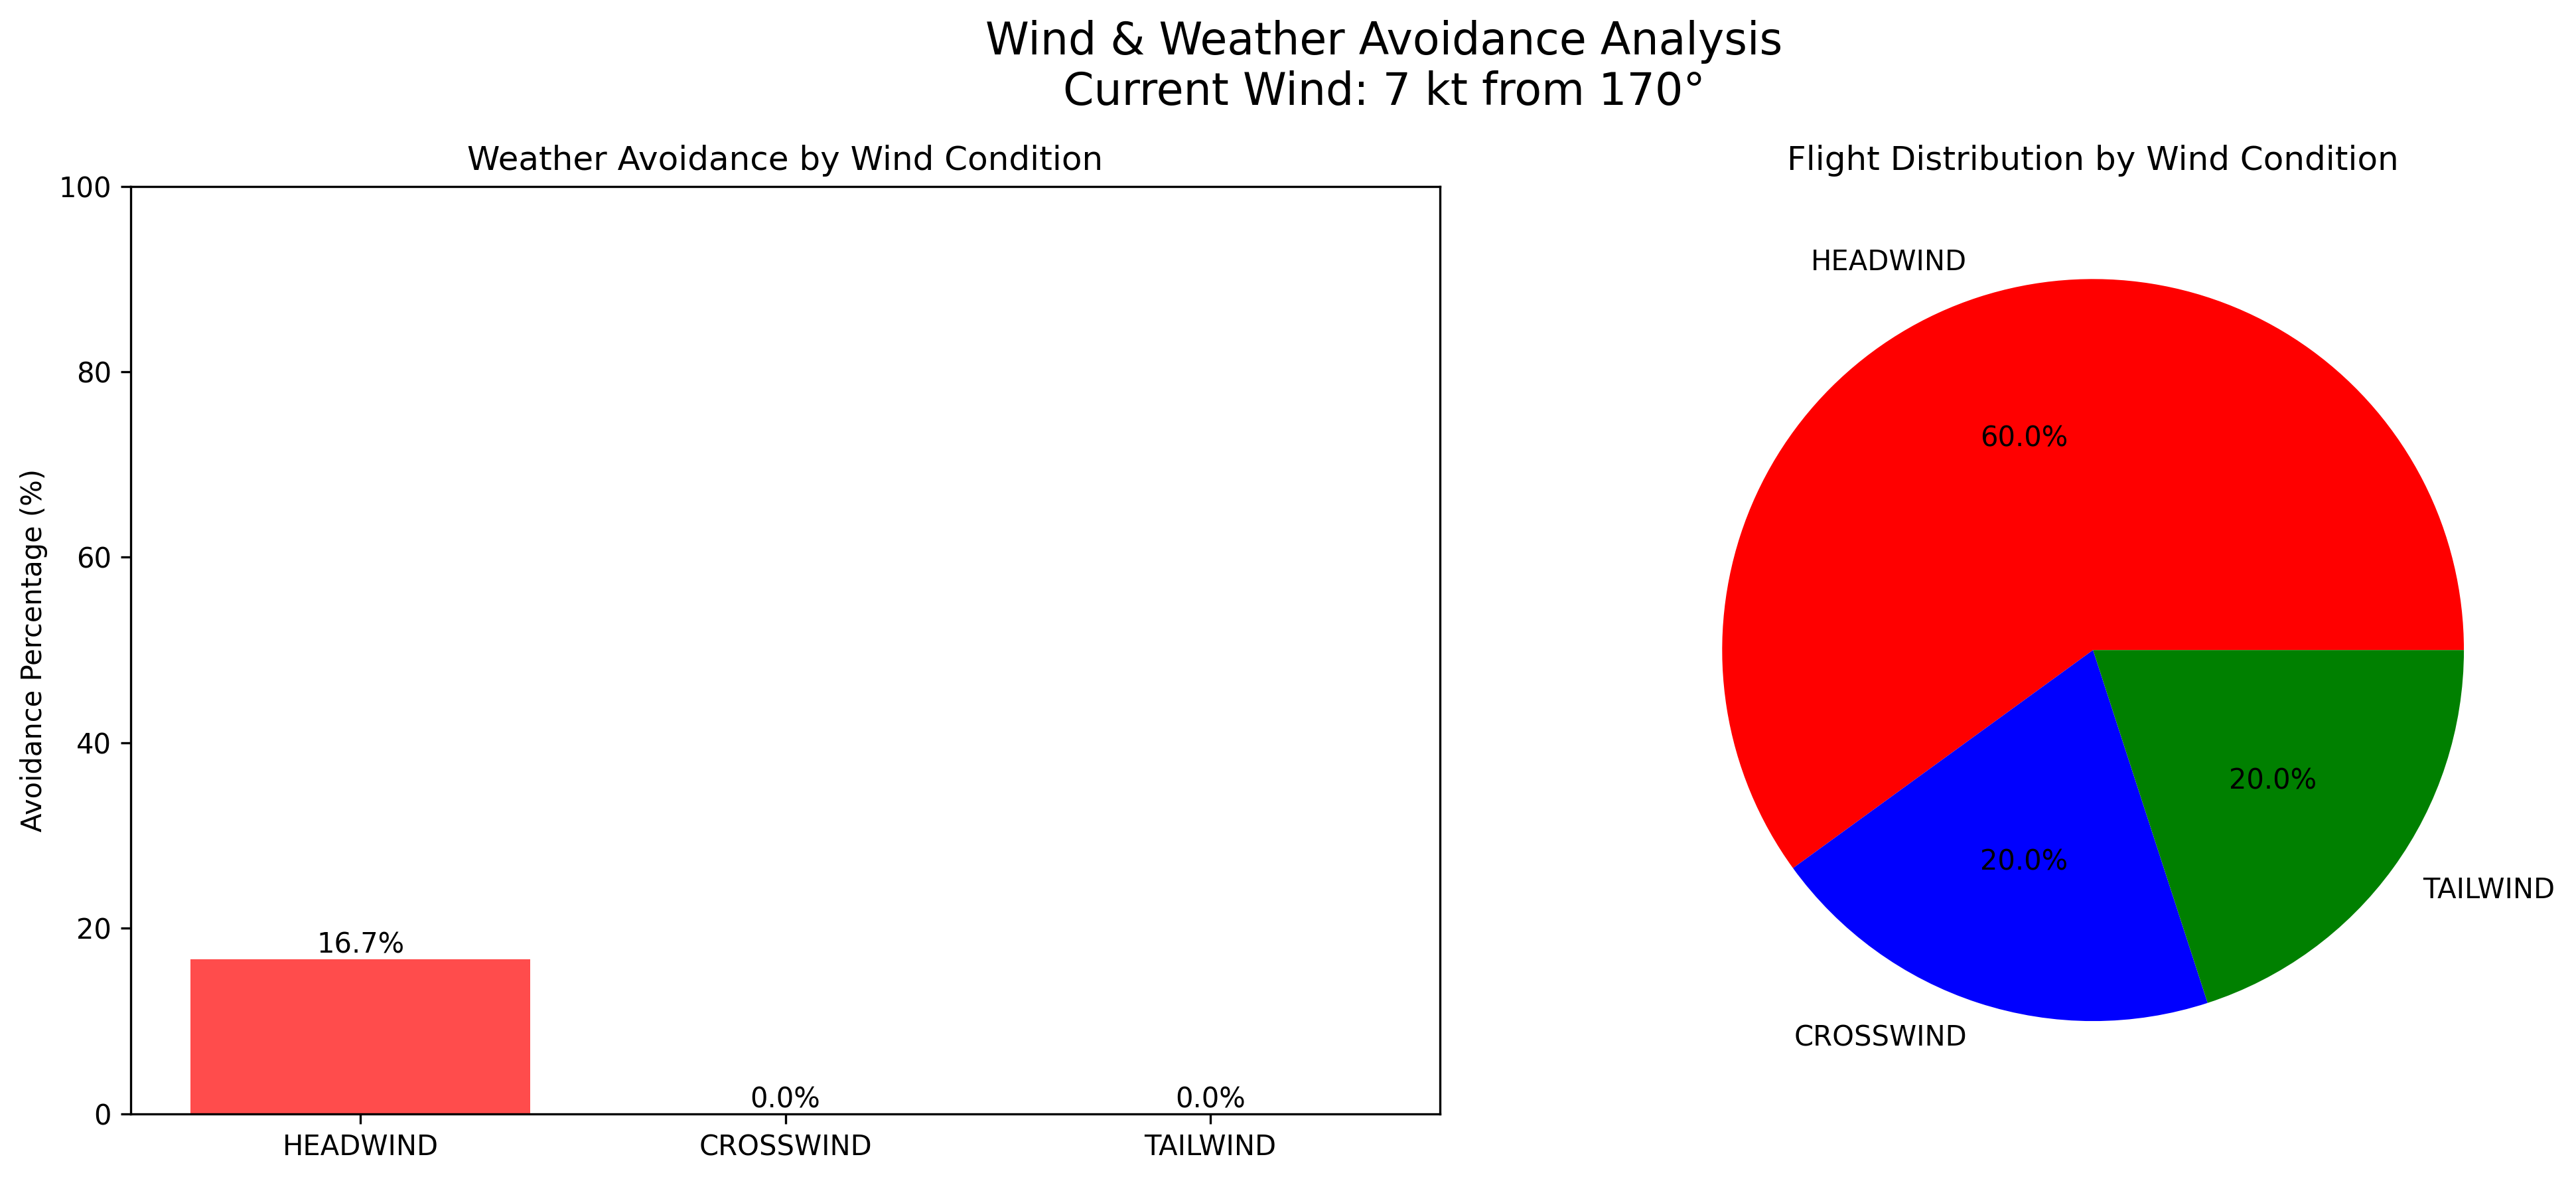 Wind & Weather Avoidance Analysis
Current Wind: 7 kt from 170°
Weather Avoidance by Wind Condition
100
80
60
40
20
0
Avoidance Percentage (%)
16.7%
0.0%
0.0%
HEADWIND
CROSSWIND
TAILWIND
Flight Distribution by Wind Condition
HEADWIND
60.0%
20.0%
20.0%
TAILWIND
CROSSWIND